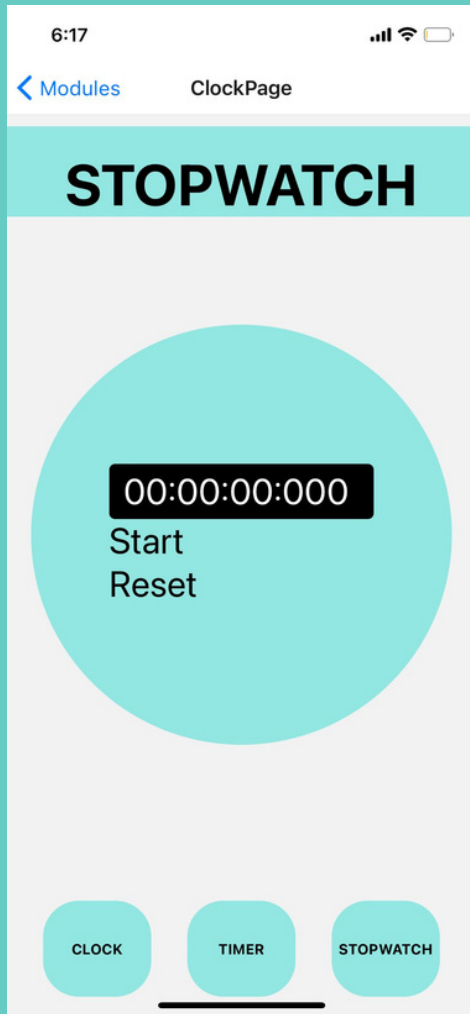 6:17
Modules ClockPage
STOPWATCH
00:00:00:000
Start
Reset
CLOCK TIMER STOPWATCH